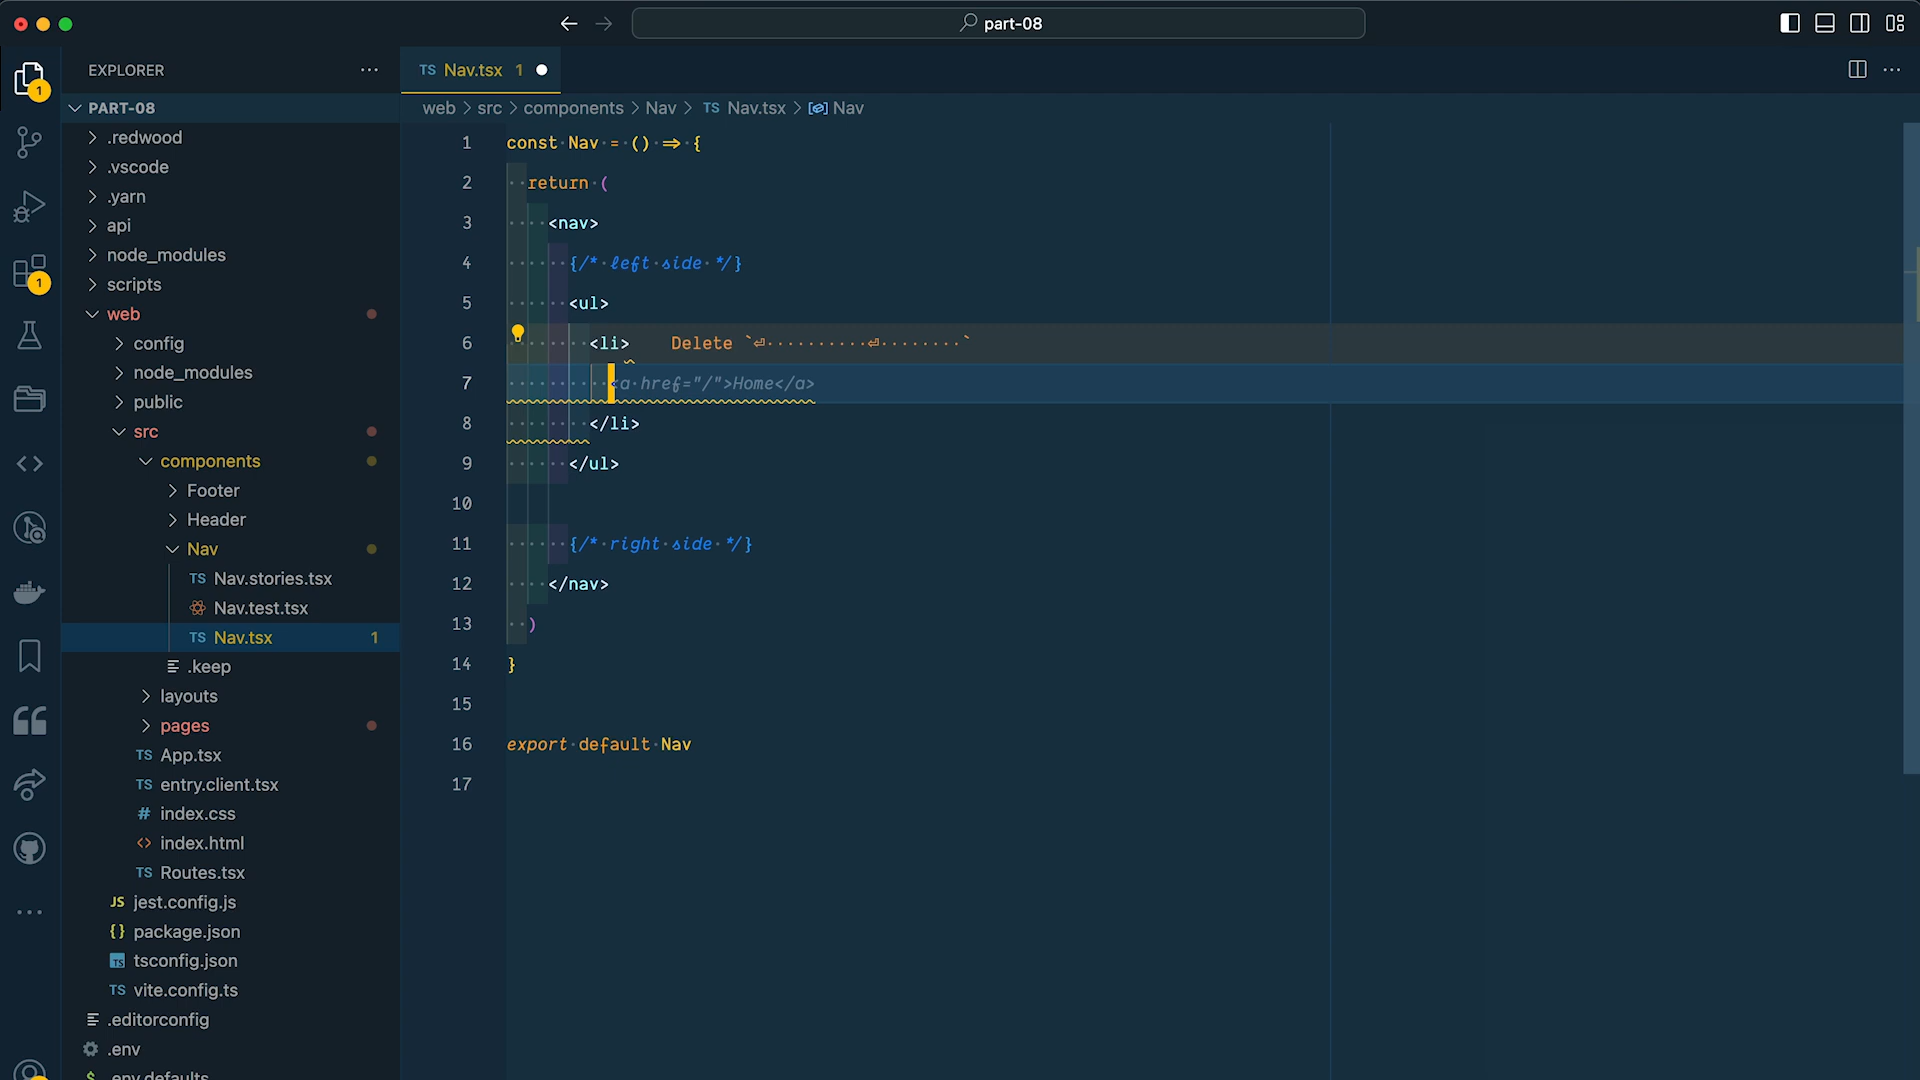 part-08
EXPLORER
PART-08
.redwood
.vscode
.yarn
api
node_modules
scripts
web
config
node_modules
public
src
components
Footer
Header
Nav
TS Nav.stories.tsx
Nav.test.tsx
TS Nav.tsx 1
.keep
layouts
pages
TS App.tsx
TS entry.client.tsx
# index.css
<> index.html
TS Routes.tsx
JS jest.config.js
{} package.json
TS tsconfig.json
TS vite.config.ts
.editorconfig
.env
$ .env.defaults
1
1
TS Nav.tsx 1
web > src > components > Nav > TS Nav.tsx > Nav
1 const Nav = () => {
2 return (
3 <nav>
4 {/* left side */}
5 <ul>
6 <li> Delete `⏎··········⏎········`
7 <a href="/">Home</a>
8 </li>
9 </ul>
10
11 {/* right side */}
12 </nav>
13 )
14 }
15
16 export default Nav
17